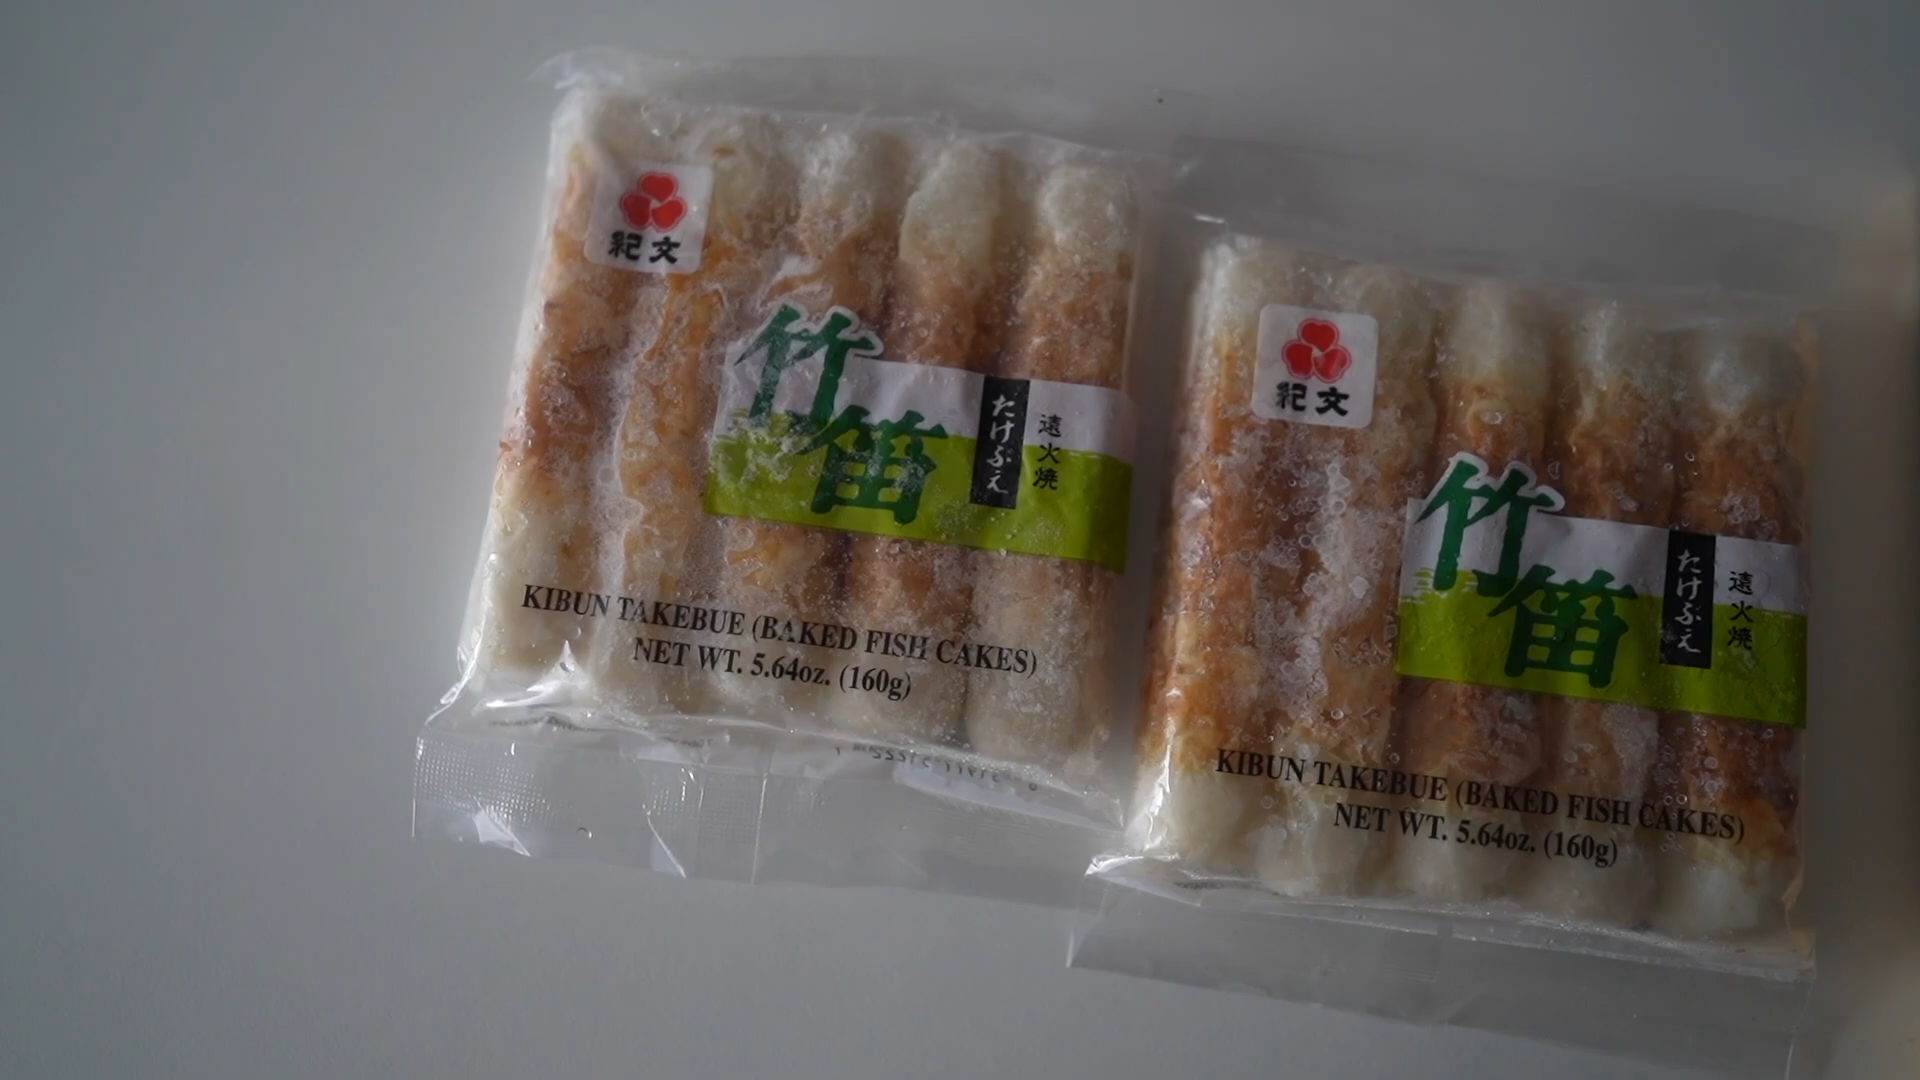 紀文
竹笛
たけぶえ
遠火焼
KIBUN TAKEBUE (BAKED FISH CAKES)
NET WT. 5.64oz. (160g)
紀文
竹笛
たけぶえ
遠火焼
KIBUN TAKEBUE (BAKED FISH CAKES)
NET WT. 5.64oz. (160g)